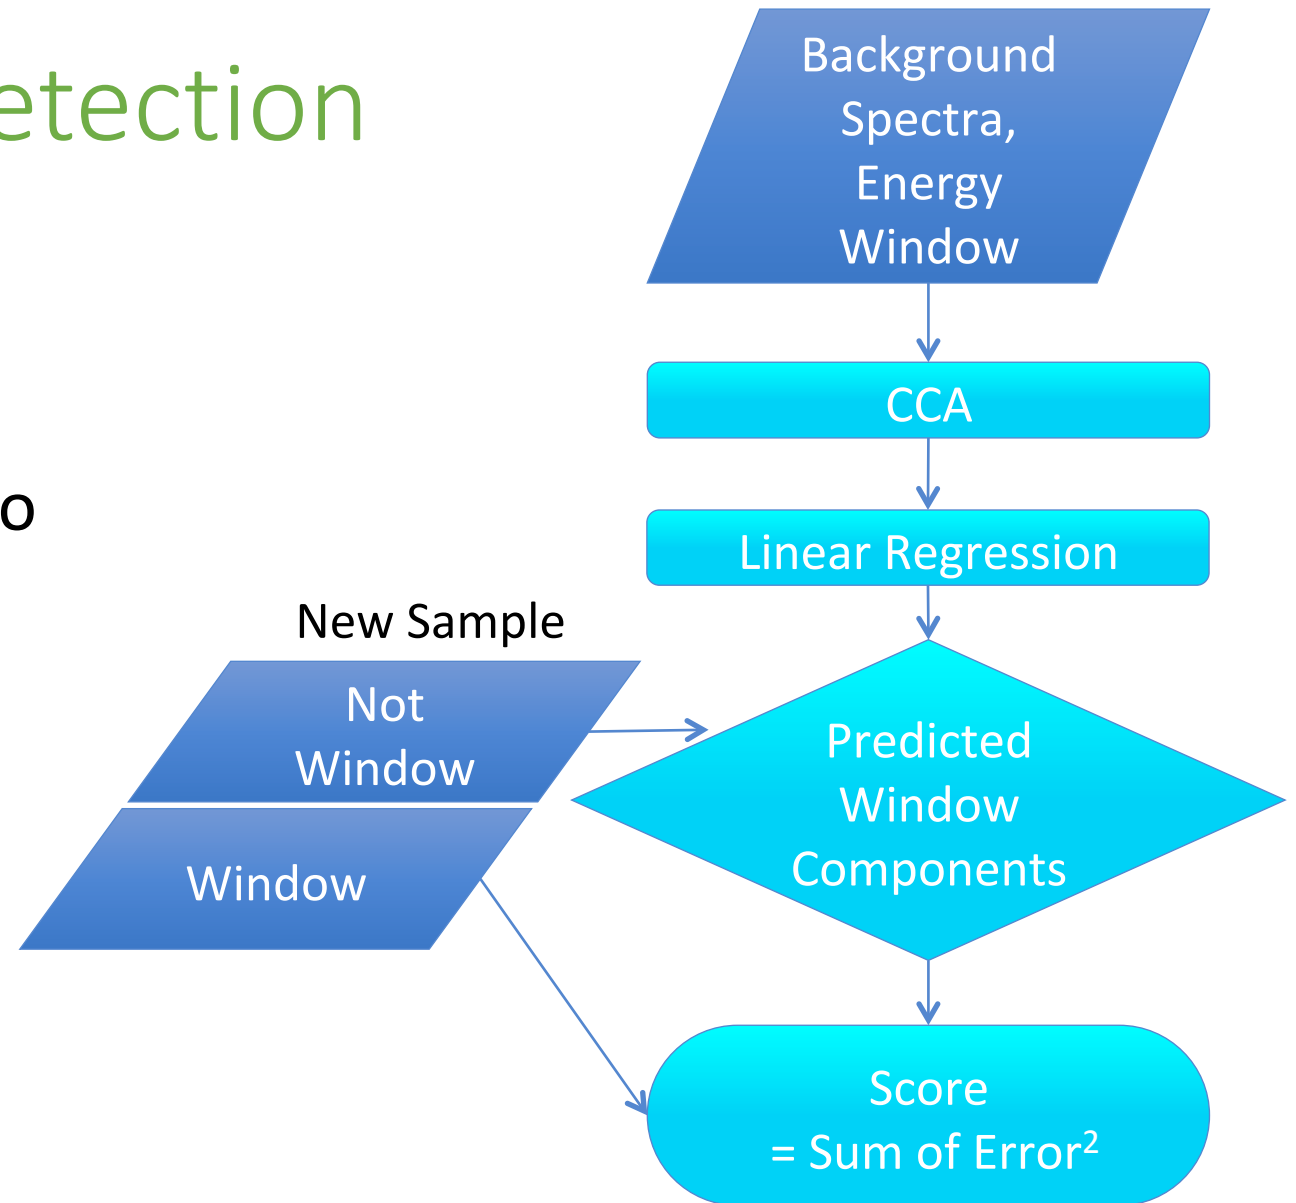 etection
Background
Spectra,
Energy
Window
CCA
o
Linear Regression
New Sample
Not
Window
Predicted
Window
Components
Window
Score
= Sum of Error²